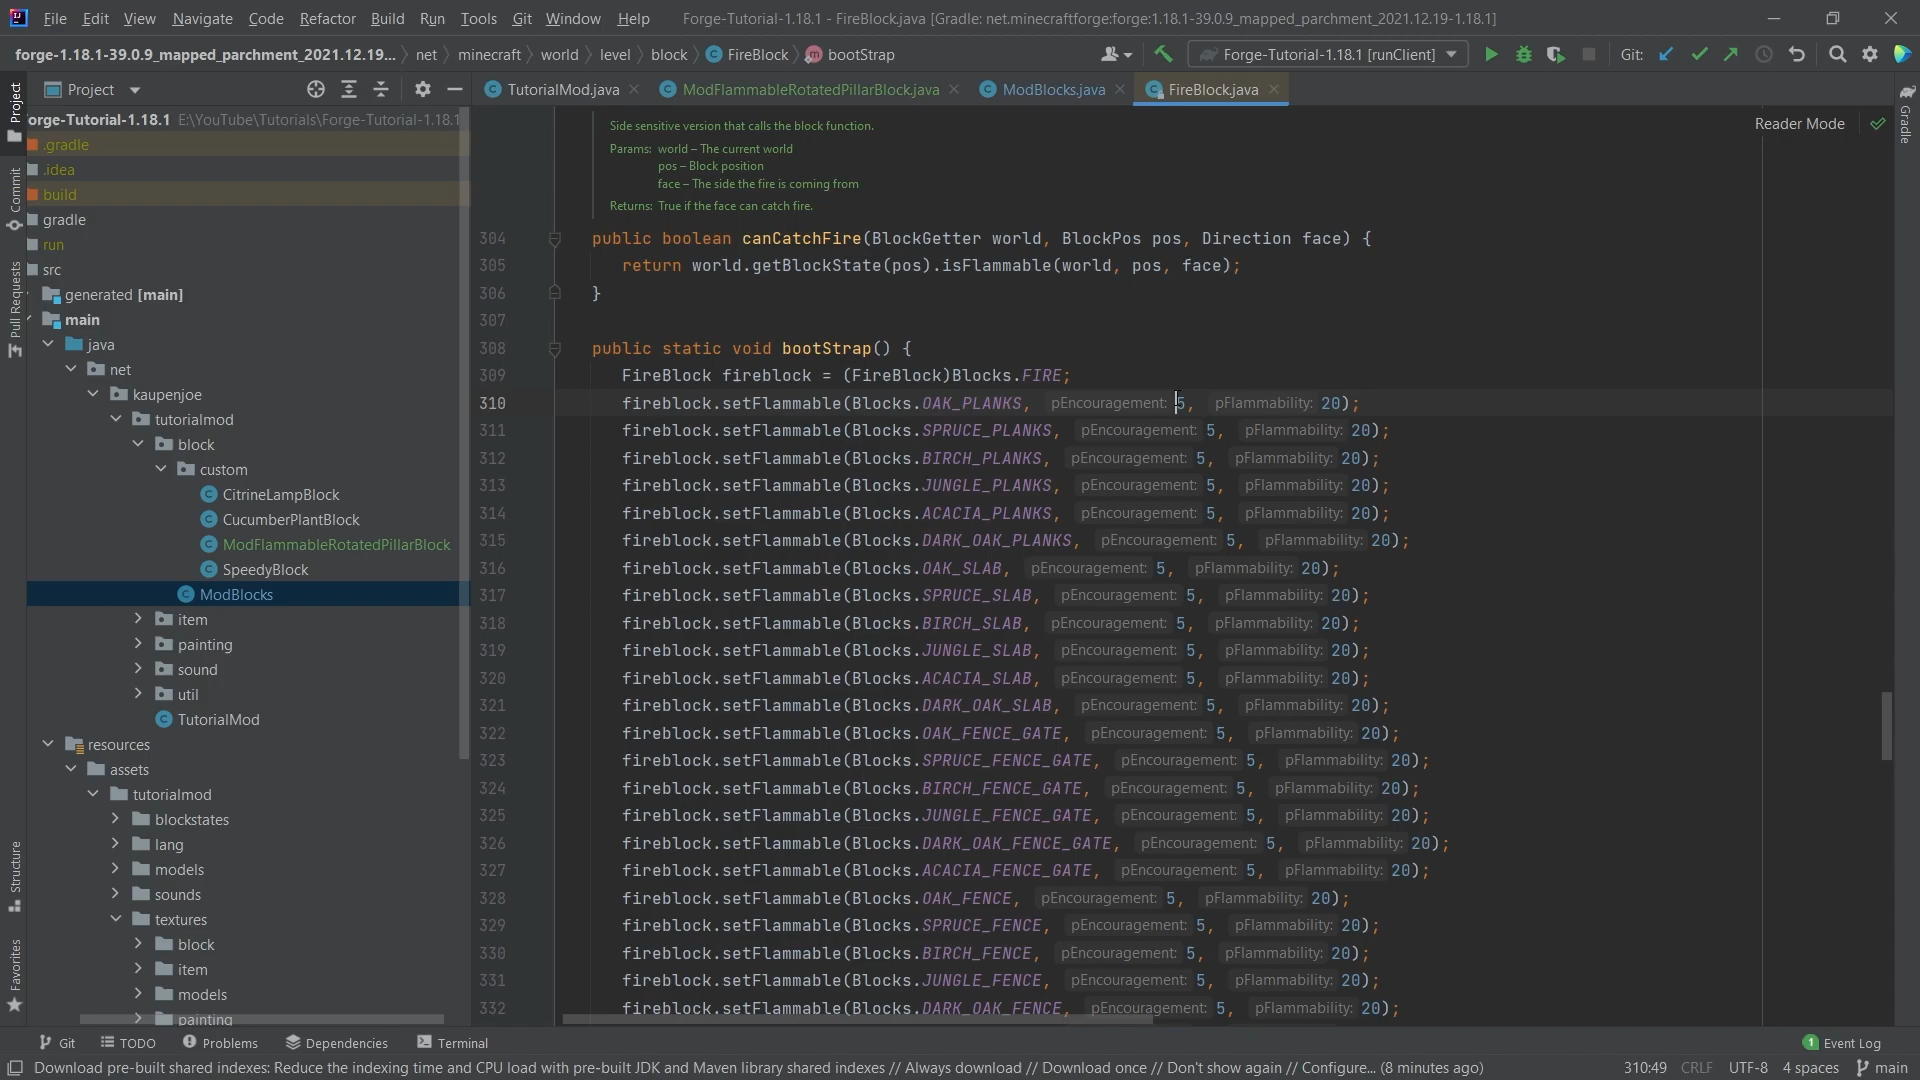 File Edit View Navigate Code Refactor Build Run Tools Git Window Help Forge-Tutorial-1.18.1 - FireBlock.java [Gradle: net.minecraftforge:forge:1.18.1-39.0.9_mapped_parchment_2021.12.19-1.18.1]
forge-1.18.1-39.0.9_mapped_parchment_2021.12.19... net minecraft world level block FireBlock bootStrap Forge-Tutorial-1.18.1 [runClient] Git:
Project
Commit
Pull Requests
Structure
Favorites
Project
orge-Tutorial-1.18.1 E:\YouTube\Tutorials\Forge-Tutorial-1.18.1
.gradle
.idea
build
gradle
run
src
generated [main]
main
java
net
kaupenjoe
tutorialmod
block
custom
CitrineLampBlock
CucumberPlantBlock
ModFlammableRotatedPillarBlock
SpeedyBlock
ModBlocks
item
painting
sound
util
TutorialMod
resources
assets
tutorialmod
blockstates
lang
models
sounds
textures
block
item
models
painting
TutorialMod.java ModFlammableRotatedPillarBlock.java ModBlocks.java FireBlock.java
Reader Mode
Gradle
Side sensitive version that calls the block function.
Params: world – The current world
pos – Block position
face – The side the fire is coming from
Returns: True if the face can catch fire.
304 public boolean canCatchFire(BlockGetter world, BlockPos pos, Direction face) {
305 return world.getBlockState(pos).isFlammable(world, pos, face);
306 }
307
308 public static void bootStrap() {
309 FireBlock fireblock = (FireBlock)Blocks.FIRE;
310 fireblock.setFlammable(Blocks.OAK_PLANKS, pEncouragement: 5, pFlammability: 20);
311 fireblock.setFlammable(Blocks.SPRUCE_PLANKS, pEncouragement: 5, pFlammability: 20);
312 fireblock.setFlammable(Blocks.BIRCH_PLANKS, pEncouragement: 5, pFlammability: 20);
313 fireblock.setFlammable(Blocks.JUNGLE_PLANKS, pEncouragement: 5, pFlammability: 20);
314 fireblock.setFlammable(Blocks.ACACIA_PLANKS, pEncouragement: 5, pFlammability: 20);
315 fireblock.setFlammable(Blocks.DARK_OAK_PLANKS, pEncouragement: 5, pFlammability: 20);
316 fireblock.setFlammable(Blocks.OAK_SLAB, pEncouragement: 5, pFlammability: 20);
317 fireblock.setFlammable(Blocks.SPRUCE_SLAB, pEncouragement: 5, pFlammability: 20);
318 fireblock.setFlammable(Blocks.BIRCH_SLAB, pEncouragement: 5, pFlammability: 20);
319 fireblock.setFlammable(Blocks.JUNGLE_SLAB, pEncouragement: 5, pFlammability: 20);
320 fireblock.setFlammable(Blocks.ACACIA_SLAB, pEncouragement: 5, pFlammability: 20);
321 fireblock.setFlammable(Blocks.DARK_OAK_SLAB, pEncouragement: 5, pFlammability: 20);
322 fireblock.setFlammable(Blocks.OAK_FENCE_GATE, pEncouragement: 5, pFlammability: 20);
323 fireblock.setFlammable(Blocks.SPRUCE_FENCE_GATE, pEncouragement: 5, pFlammability: 20);
324 fireblock.setFlammable(Blocks.BIRCH_FENCE_GATE, pEncouragement: 5, pFlammability: 20);
325 fireblock.setFlammable(Blocks.JUNGLE_FENCE_GATE, pEncouragement: 5, pFlammability: 20);
326 fireblock.setFlammable(Blocks.DARK_OAK_FENCE_GATE, pEncouragement: 5, pFlammability: 20);
327 fireblock.setFlammable(Blocks.ACACIA_FENCE_GATE, pEncouragement: 5, pFlammability: 20);
328 fireblock.setFlammable(Blocks.OAK_FENCE, pEncouragement: 5, pFlammability: 20);
329 fireblock.setFlammable(Blocks.SPRUCE_FENCE, pEncouragement: 5, pFlammability: 20);
330 fireblock.setFlammable(Blocks.BIRCH_FENCE, pEncouragement: 5, pFlammability: 20);
331 fireblock.setFlammable(Blocks.JUNGLE_FENCE, pEncouragement: 5, pFlammability: 20);
332 fireblock.setFlammable(Blocks.DARK_OAK_FENCE, pEncouragement: 5, pFlammability: 20);
Git TODO Problems Dependencies Terminal 1 Event Log
Download pre-built shared indexes: Reduce the indexing time and CPU load with pre-built JDK and Maven library shared indexes // Always download // Download once // Don't show again // Configure... (8 minutes ago) 310:49 CRLF UTF-8 4 spaces main